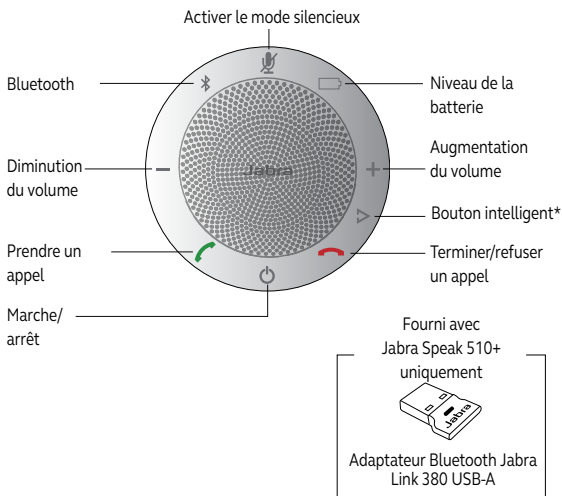 Activer le mode silencieux
Bluetooth
Niveau de la
batterie
Jabra
Diminution
du volume
Augmentation
du volume
Bouton intelligent*
Prendre un
appel
Terminer/refuser
un appel
Marche/
arrêt
Fourni avec
Jabra Speak 510+
uniquement
Jabra
Adaptateur Bluetooth Jabra
Link 380 USB-A